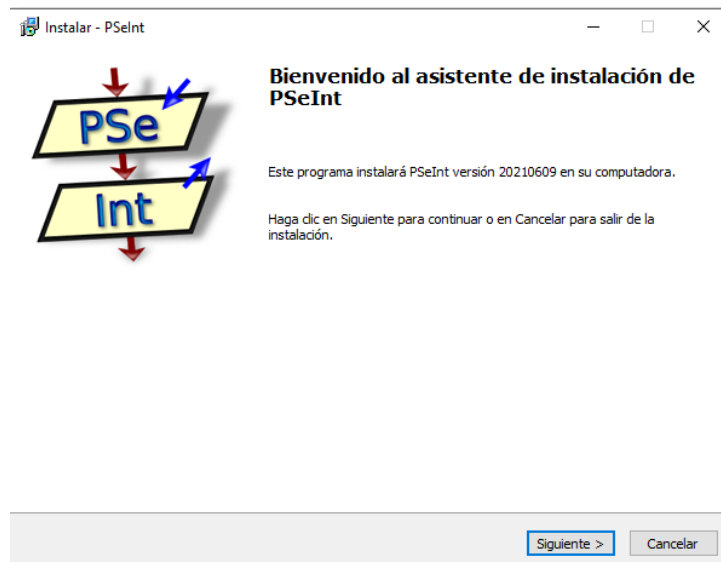 Instalar - PSeInt
Bienvenido al asistente de instalación de
PSeInt
PSe
Int
Este programa instalará PSeInt versión 20210609 en su computadora.
Haga clic en Siguiente para continuar o en Cancelar para salir de la
instalación.
Siguiente >
Cancelar